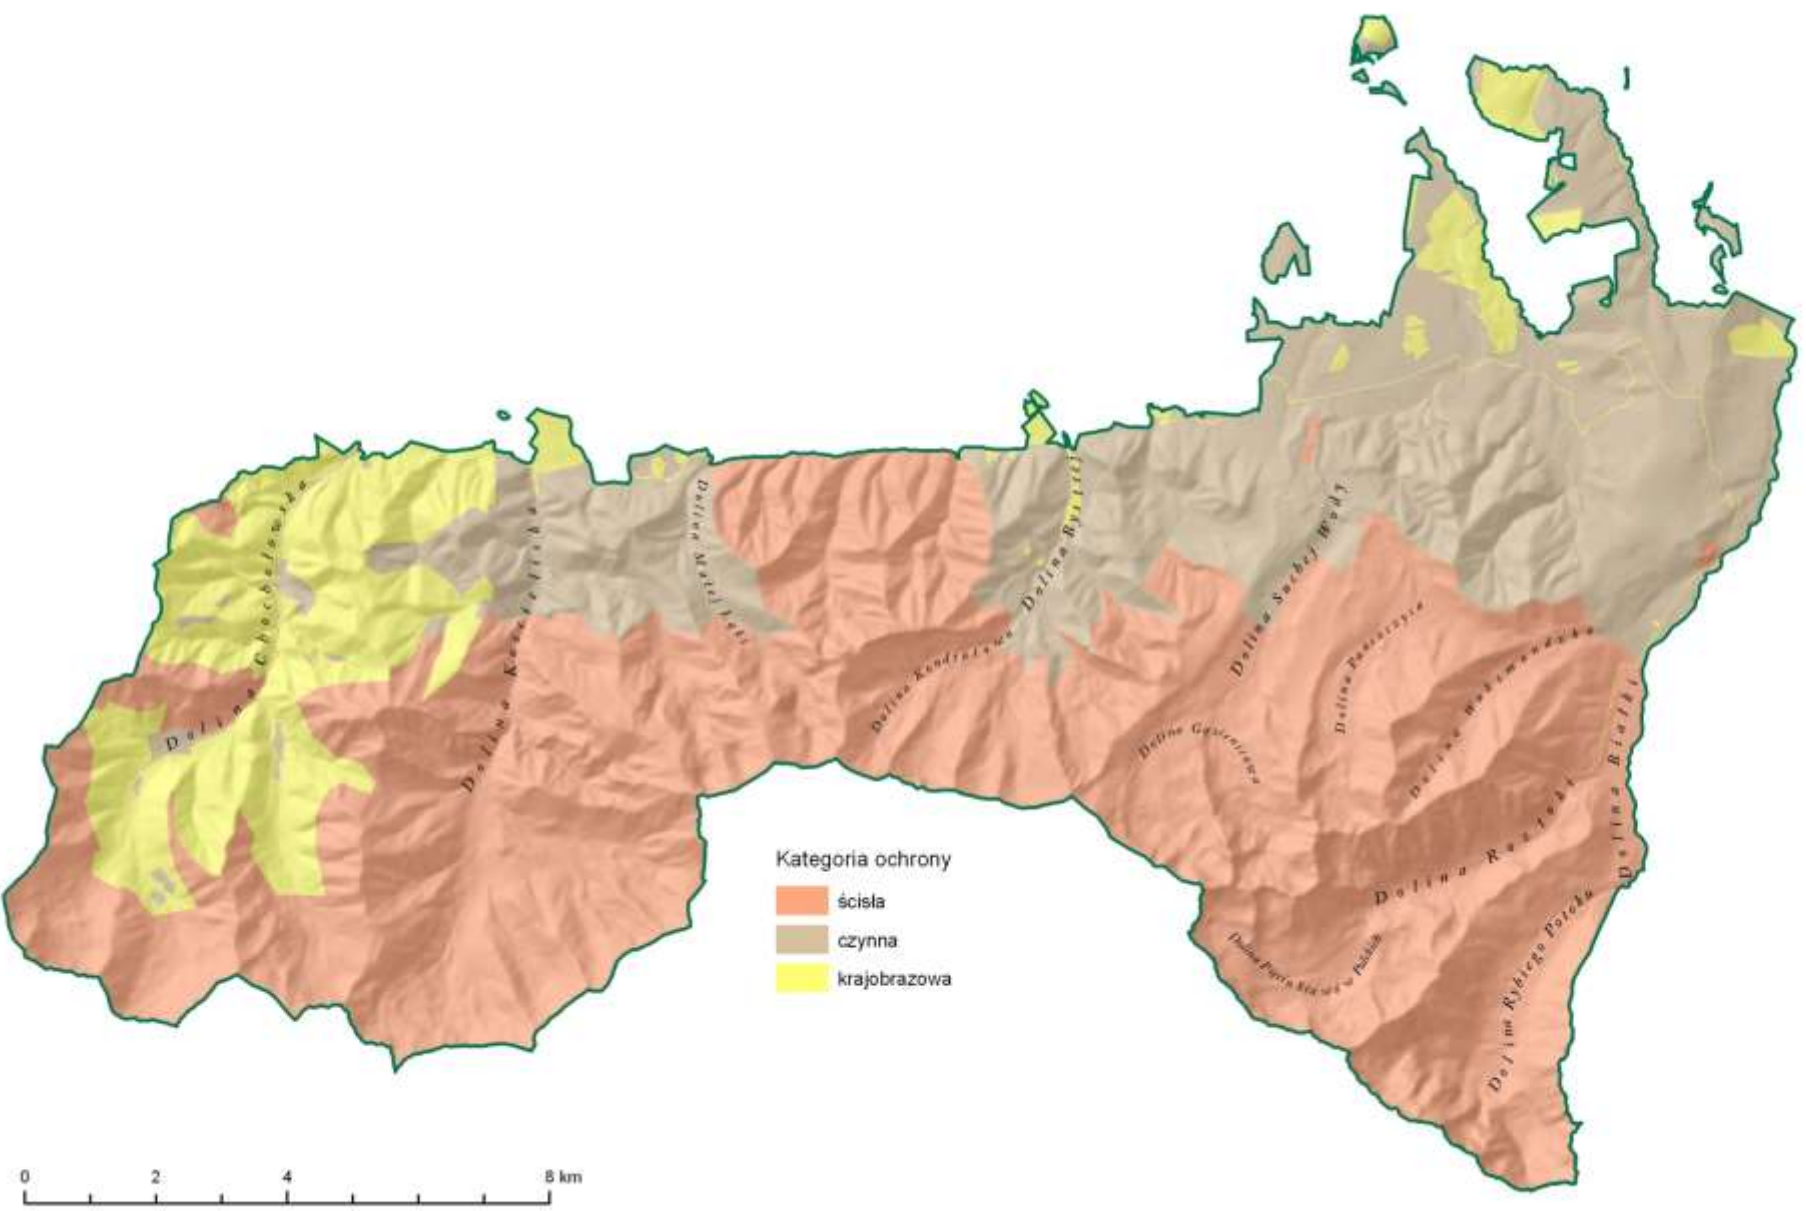 Dolina Chochołowska
Dolina Kościeliska
Dolina Małej Łąki
Dolina Bystrej
Dolina Kondratowa
Dolina Suchej Wody
Dolina Gąsienicowa
Dolina Pańszczyca
Dolina Waksmundzka
Dolina Roztoki
Dolina Białki
Dolina Pięciu Stawów Polskich
Dolina Rybiego Potoku
Kategoria ochrony
ścisła
czynna
krajobrazowa
0 2 4 8 km